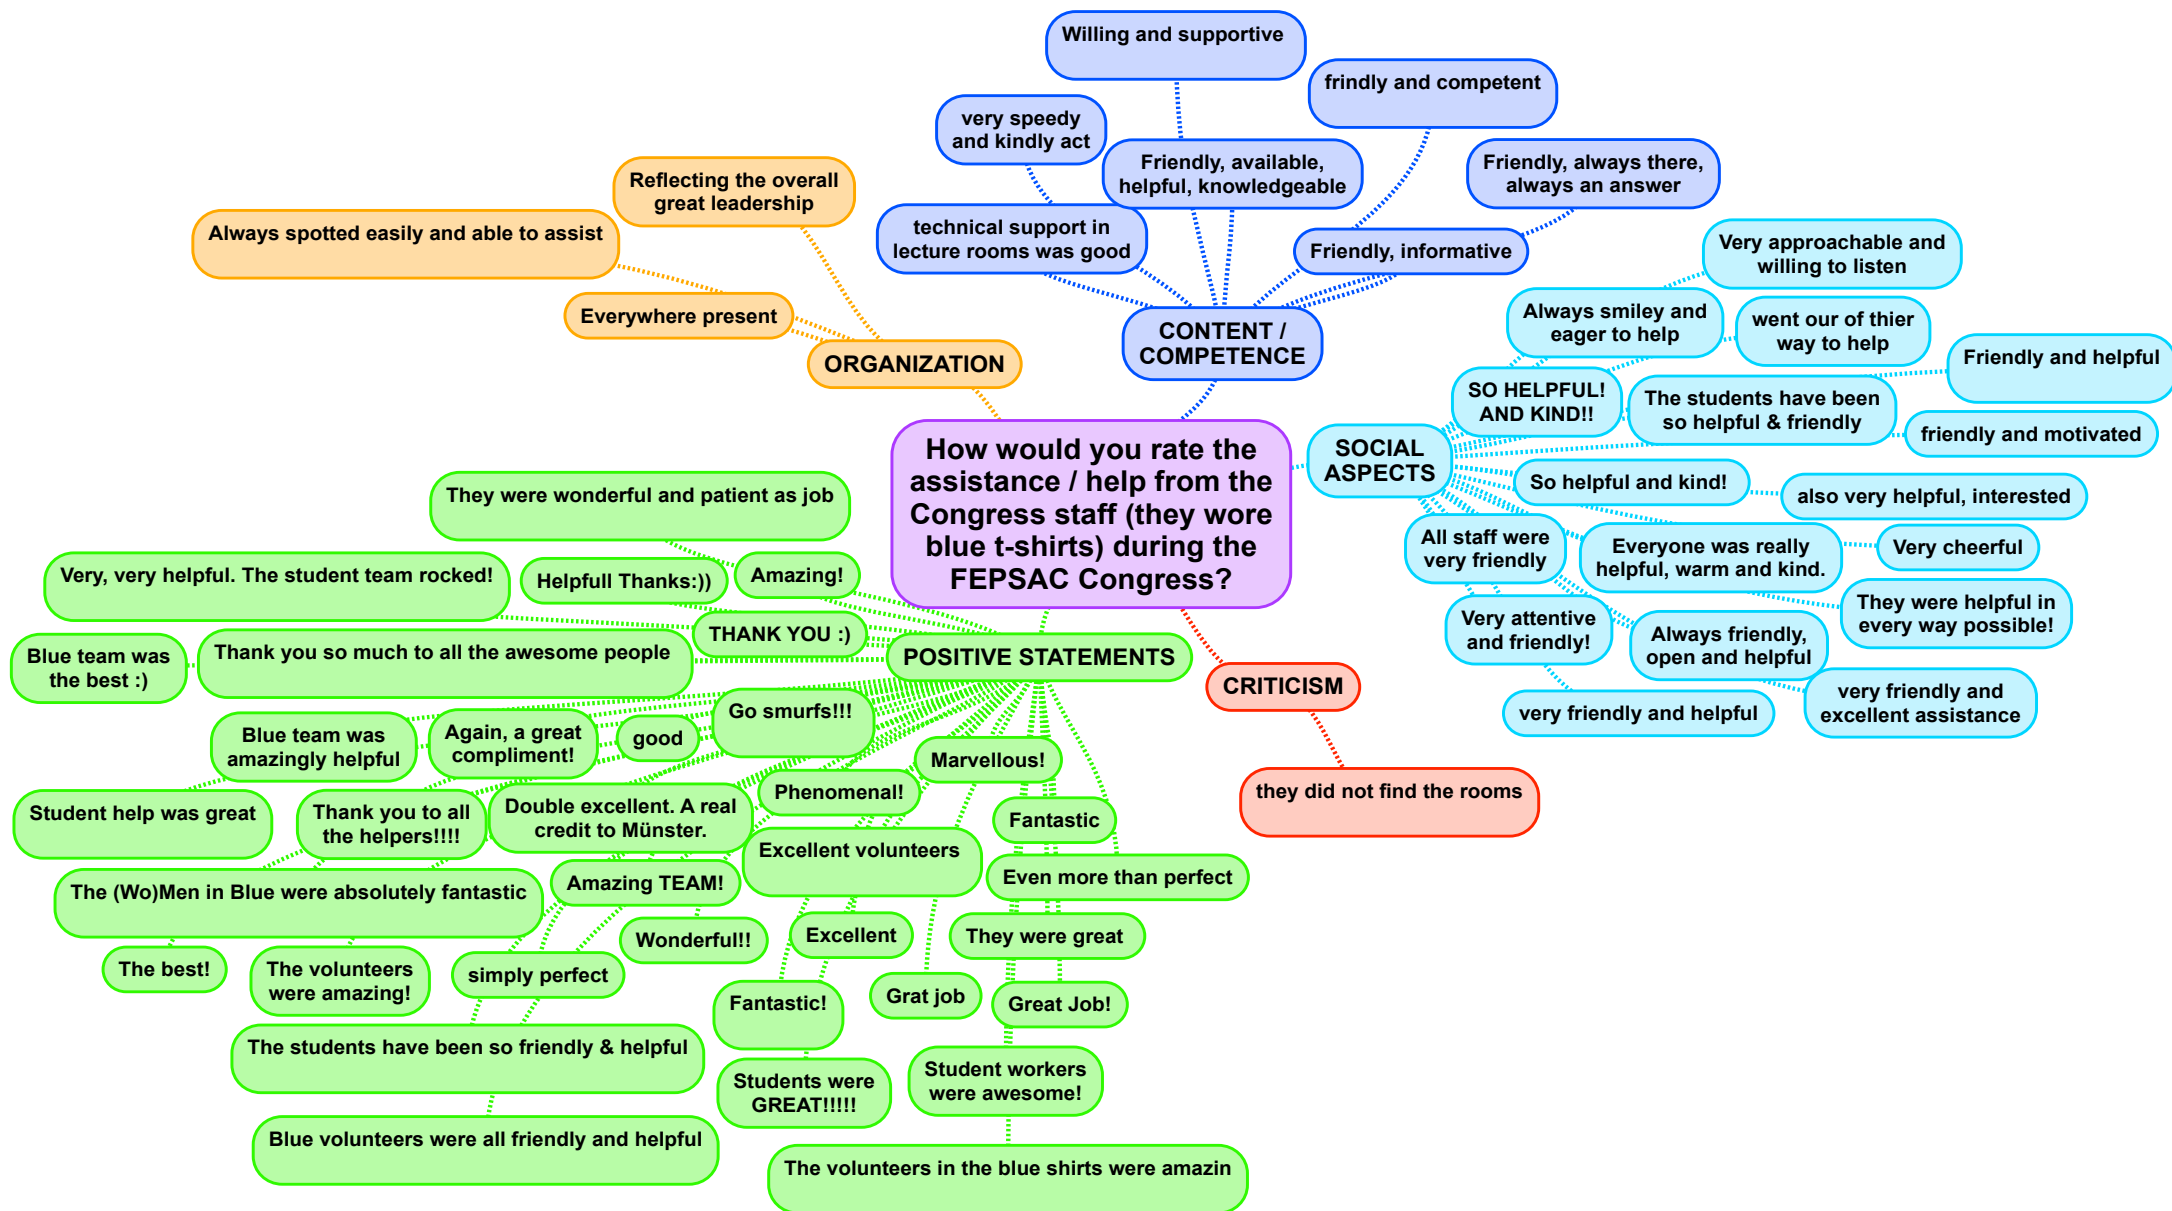 Willing and supportive
frindly and competent
very speedy
and kindly act
Friendly, available,
helpful, knowledgeable
Friendly, always there,
always an answer
technical support in
lecture rooms was good
Friendly, informative
CONTENT /
COMPETENCE
Reflecting the overall
great leadership
Always spotted easily and able to assist
Everywhere present
ORGANIZATION
How would you rate the
assistance / help from the
Congress staff (they wore
blue t-shirts) during the
FEPSAC Congress?
SOCIAL
ASPECTS
Very approachable and
willing to listen
Always smiley and
eager to help
went our of thier
way to help
Friendly and helpful
SO HELPFUL!
AND KIND!!
The students have been
so helpful & friendly
friendly and motivated
So helpful and kind!
also very helpful, interested
All staff were
very friendly
Everyone was really
helpful, warm and kind.
Very cheerful
They were helpful in
every way possible!
Very attentive
and friendly!
Always friendly,
open and helpful
very friendly and
excellent assistance
very friendly and helpful
CRITICISM
they did not find the rooms
POSITIVE STATEMENTS
They were wonderful and patient as job
Very, very helpful. The student team rocked!
Helpfull Thanks:))
Amazing!
THANK YOU :)
Blue team was
the best :)
Thank you so much to all the awesome people
Go smurfs!!!
Blue team was
amazingly helpful
Again, a great
compliment!
good
Marvellous!
Student help was great
Thank you to all
the helpers!!!!
Double excellent. A real
credit to Münster.
Phenomenal!
Fantastic
Excellent volunteers
The (Wo)Men in Blue were absolutely fantastic
Amazing TEAM!
Even more than perfect
Wonderful!!
Excellent
They were great
The best!
The volunteers
were amazing!
simply perfect
Fantastic!
Grat job
Great Job!
The students have been so friendly & helpful
Students were
GREAT!!!!!
Student workers
were awesome!
Blue volunteers were all friendly and helpful
The volunteers in the blue shirts were amazin